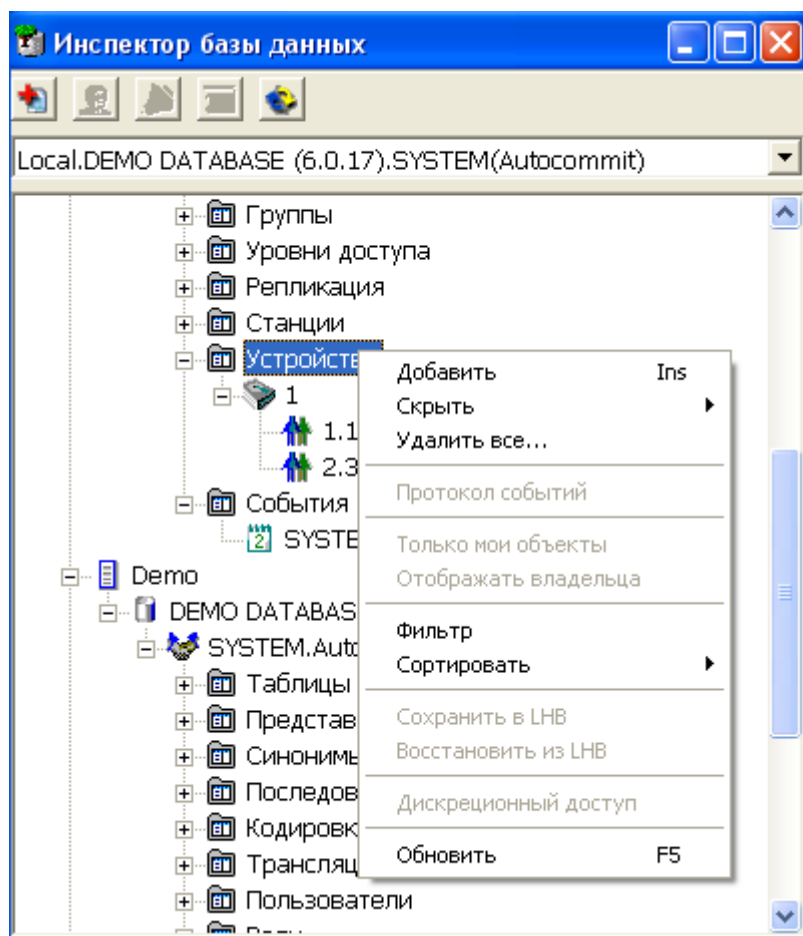 Инспектор базы данных
Local.DEMO DATABASE (6.0.17).SYSTEM(Autocommit)
Группы
Уровни доступа
Репликация
Станции
Устройств
1
1.1
2.3
События
2
SYSTE
Demo
DEMO DATABAS
SYSTEM.Auto
Таблицы
Представ
Синонимы
Последов
Кодировк
Трансляц
Пользователи
Добавить Ins
Скрыть
Удалить все...
Протокол событий
Только мои объекты
Отображать владельца
Фильтр
Сортировать
Сохранить в LHB
Восстановить из LHB
Дискреционный доступ
Обновить F5